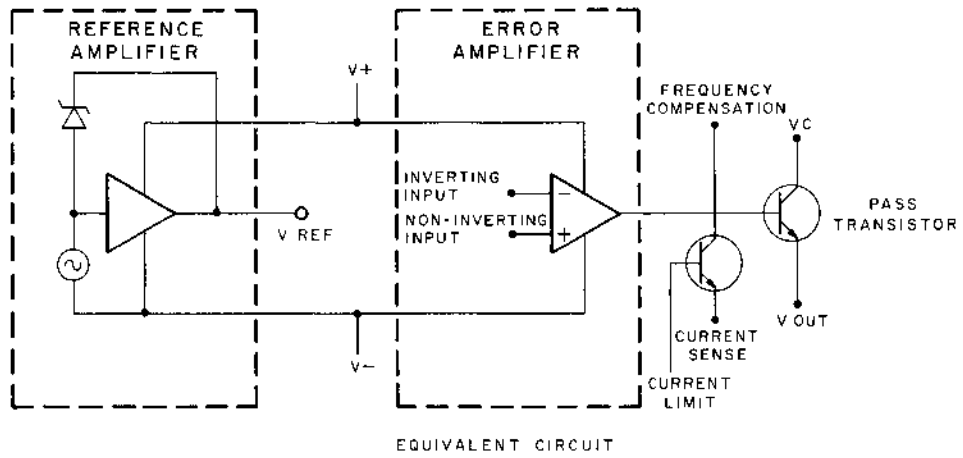 REFERENCE
AMPLIFIER
ERROR
AMPLIFIER
V+
FREQUENCY
COMPENSATION
VC
INVERTING
INPUT
NON-INVERTING
INPUT
−
+
PASS
TRANSISTOR
V REF
V OUT
CURRENT
SENSE
V−
CURRENT
LIMIT
EQUIVALENT CIRCUIT